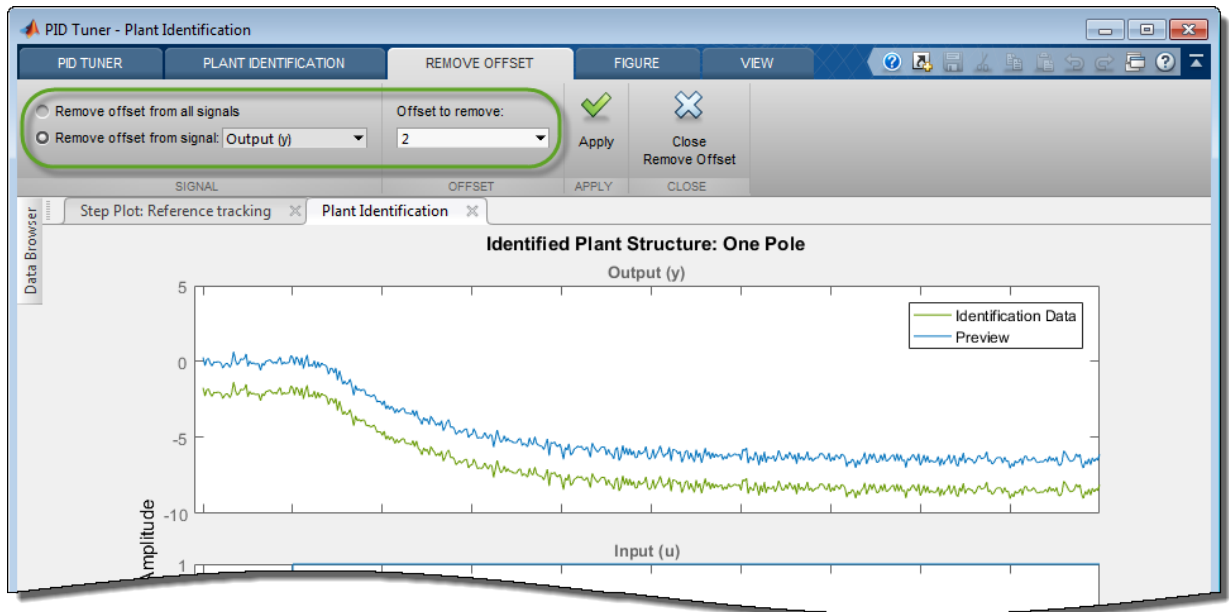 PID Tuner - Plant Identification
PID TUNER PLANT IDENTIFICATION REMOVE OFFSET FIGURE VIEW
Remove offset from all signals
Remove offset from signal: Output (y)
Offset to remove:
2
Apply
Close
Remove Offset
SIGNAL OFFSET APPLY CLOSE
Data Browser
Step Plot: Reference tracking Plant Identification
Identified Plant Structure: One Pole
Output (y)
Identification Data
Preview
5
0
-5
-10
Amplitude
Input (u)
1